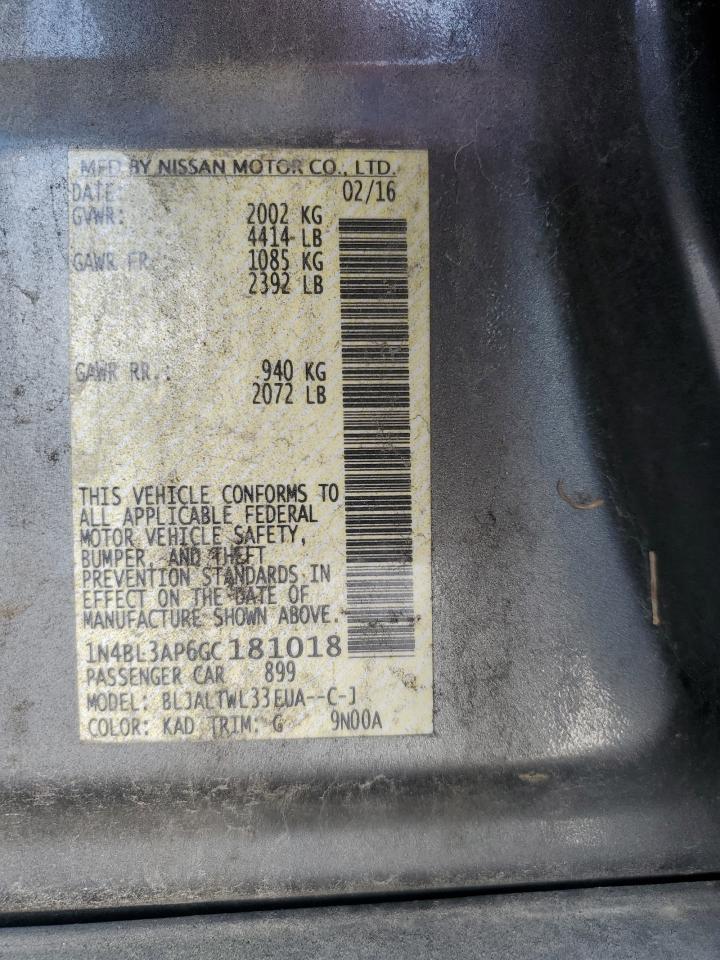 MFD BY NISSAN MOTOR CO., LTD.
DATE: 02/16
GVWR: 2002 KG
4414 LB
GAWR FR.: 1085 KG
2392 LB
GAWR RR.: 940 KG
2072 LB
THIS VEHICLE CONFORMS TO
ALL APPLICABLE FEDERAL
MOTOR VEHICLE SAFETY,
BUMPER, AND THEFT
PREVENTION STANDARDS IN
EFFECT ON THE DATE OF
MANUFACTURE SHOWN ABOVE.
1N4BL3AP6GC181018
PASSENGER CAR 899
MODEL: BLJALTWL33EUA--C-J
COLOR: KAD TRIM: G 9N00A